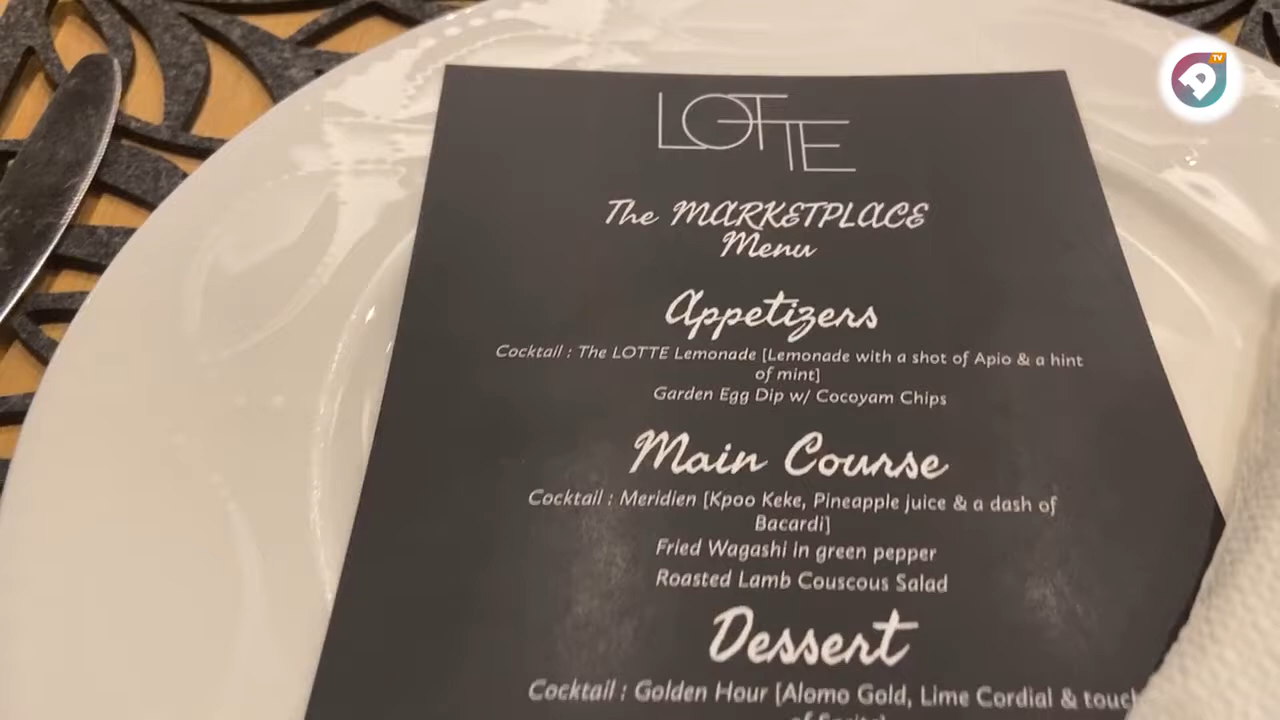 TV
LOTTE
The MARKETPLACE
Menu
Appetizers
Cocktail : The LOTTE Lemonade [Lemonade with a shot of Apio & a hint
of mint]
Garden Egg Dip w/ Cocoyam Chips
Main Course
Cocktail : Meridien [Kpoo Keke, Pineapple juice & a dash of
Bacardi]
Fried Wagashi in green pepper
Roasted Lamb Couscous Salad
Dessert
Cocktail : Golden Hour [Alomo Gold, Lime Cordial & touch